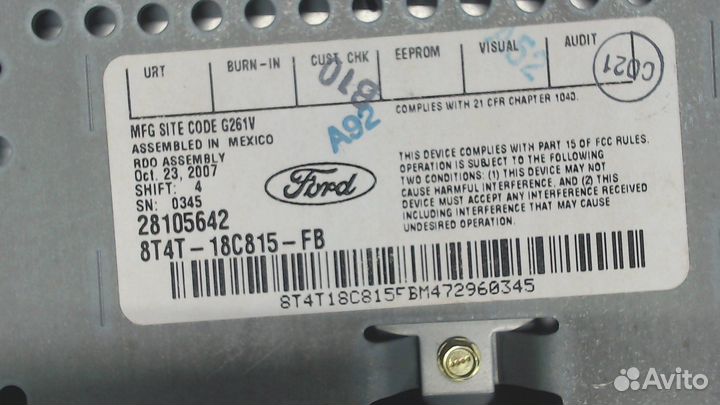 URT
BURN-IN
CUST CHK
EEPROM
VISUAL
AUDIT
810
A52
C021
A92
COMPLIES WITH 21 CFR CHAPTER 1040.
MFG SITE CODE G261V
ASSEMBLED IN MEXICO
RDO ASSEMBLY
Oct. 23, 2007
SHIFT: 4
SN: 0345
28105642
8T4T-18C815-FB
Ford
THIS DEVICE COMPLIES WITH PART 15 OF FCC RULES.
OPERATION IS SUBJECT TO THE FOLLOWING
TWO CONDITIONS: (1) THIS DEVICE MAY NOT
CAUSE HARMFUL INTERFERENCE, AND (2) THIS
DEVICE MUST ACCEPT ANY INTERFERENCE RECEIVED
INCLUDING INTERFERENCE THAT MAY CAUSE
UNDESIRED OPERATION.
8T4T18C815FBM472960345
Avito